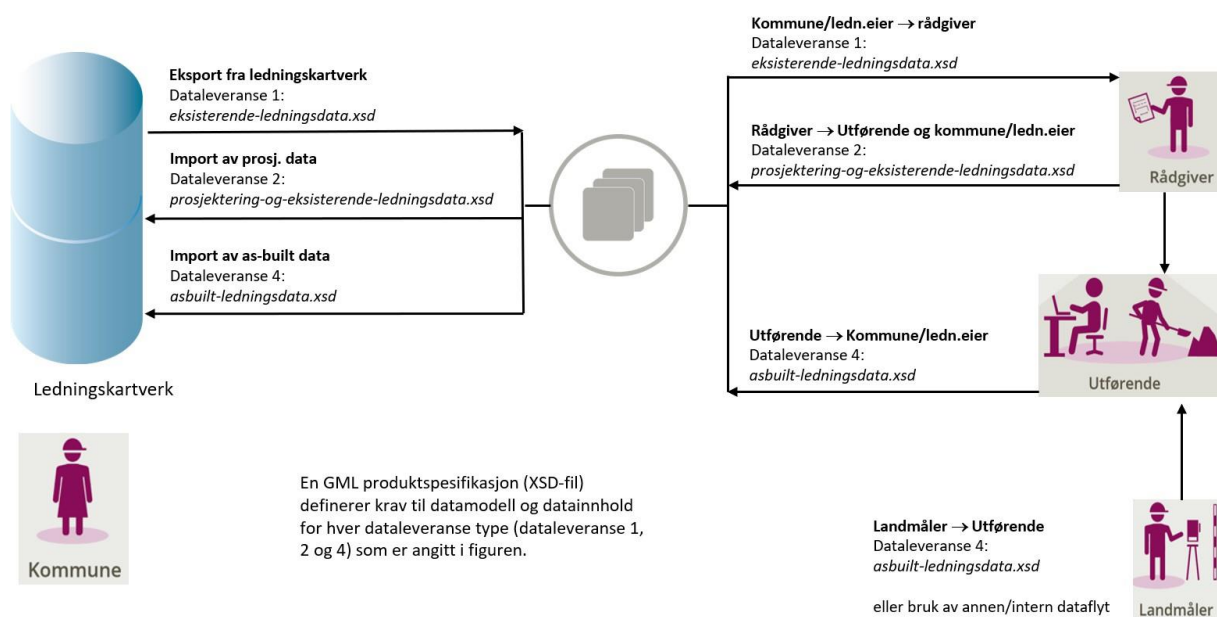 Eksport fra ledningskartverk
Dataleveranse 1:
eksisterende-ledningsdata.xsd
Import av prosj. data
Dataleveranse 2:
prosjektering-og-eksisterende-ledningsdata.xsd
Import av as-built data
Dataleveranse 4:
asbuilt-ledningsdata.xsd
Ledningskartverk
Kommune
En GML produktspesifikasjon (XSD-fil)
definerer krav til datamodell og datainnhold
for hver dataleveranse type (dataleveranse 1,
2 og 4) som er angitt i figuren.
Kommune/ledn.eier → rådgiver
Dataleveranse 1:
eksisterende-ledningsdata.xsd
Rådgiver → Utførende og kommune/ledn.eier
Dataleveranse 2:
prosjektering-og-eksisterende-ledningsdata.xsd
Rådgiver
Utførende → Kommune/ledn.eier
Dataleveranse 4:
asbuilt-ledningsdata.xsd
Utførende
Landmåler → Utførende
Dataleveranse 4:
asbuilt-ledningsdata.xsd
eller bruk av annen/intern dataflyt
Landmåler